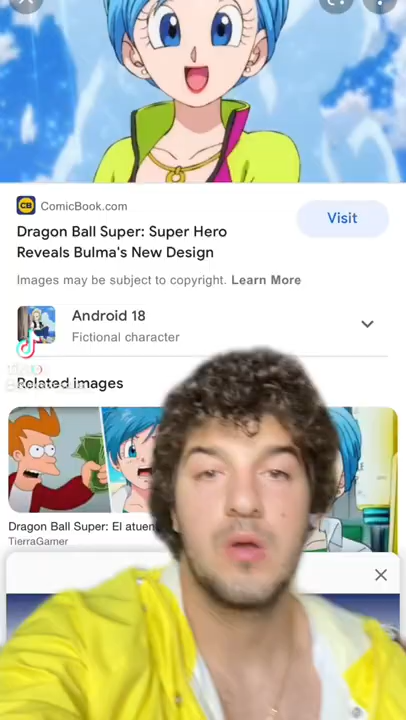 CB
ComicBook.com
Visit
Dragon Ball Super: Super Hero
Reveals Bulma's New Design
Images may be subject to copyright. Learn More
Android 18
Fictional character
Related images
Dragon Ball Super: El atuen
TierraGamer